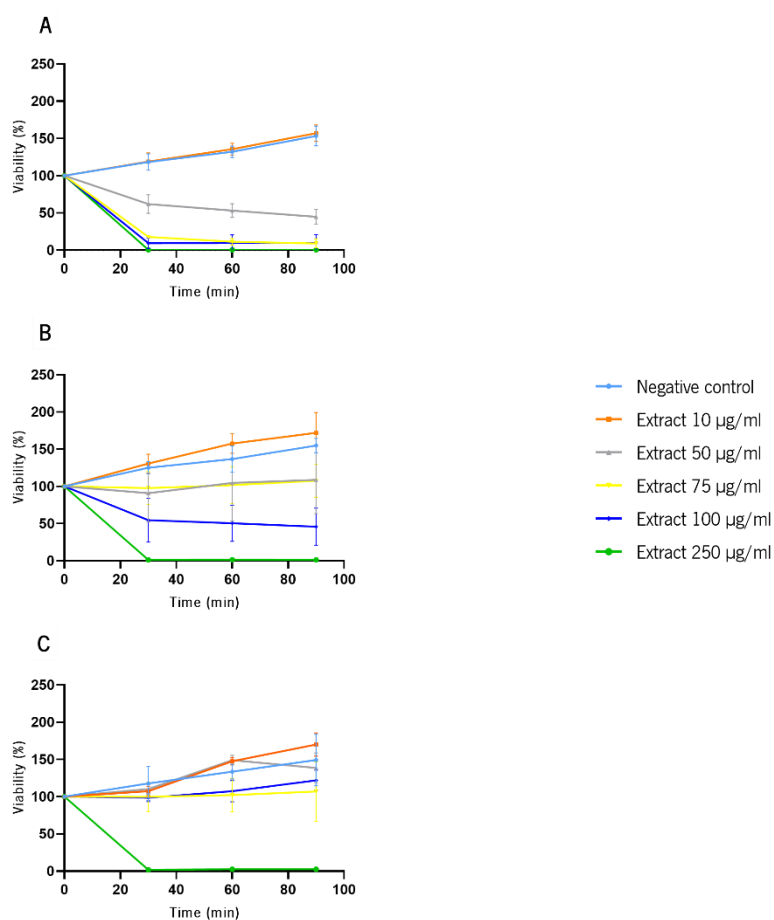 A
250
200
150
100
50
0
Viability (%)
0 20 40 60 80 100
Time (min)
B
250
200
150
100
50
0
Viability (%)
0 20 40 60 80 100
Time (min)
Negative control
Extract 10 µg/ml
Extract 50 µg/ml
Extract 75 µg/ml
Extract 100 µg/ml
Extract 250 µg/ml
C
250
200
150
100
50
0
Viability (%)
0 20 40 60 80 100
Time (min)